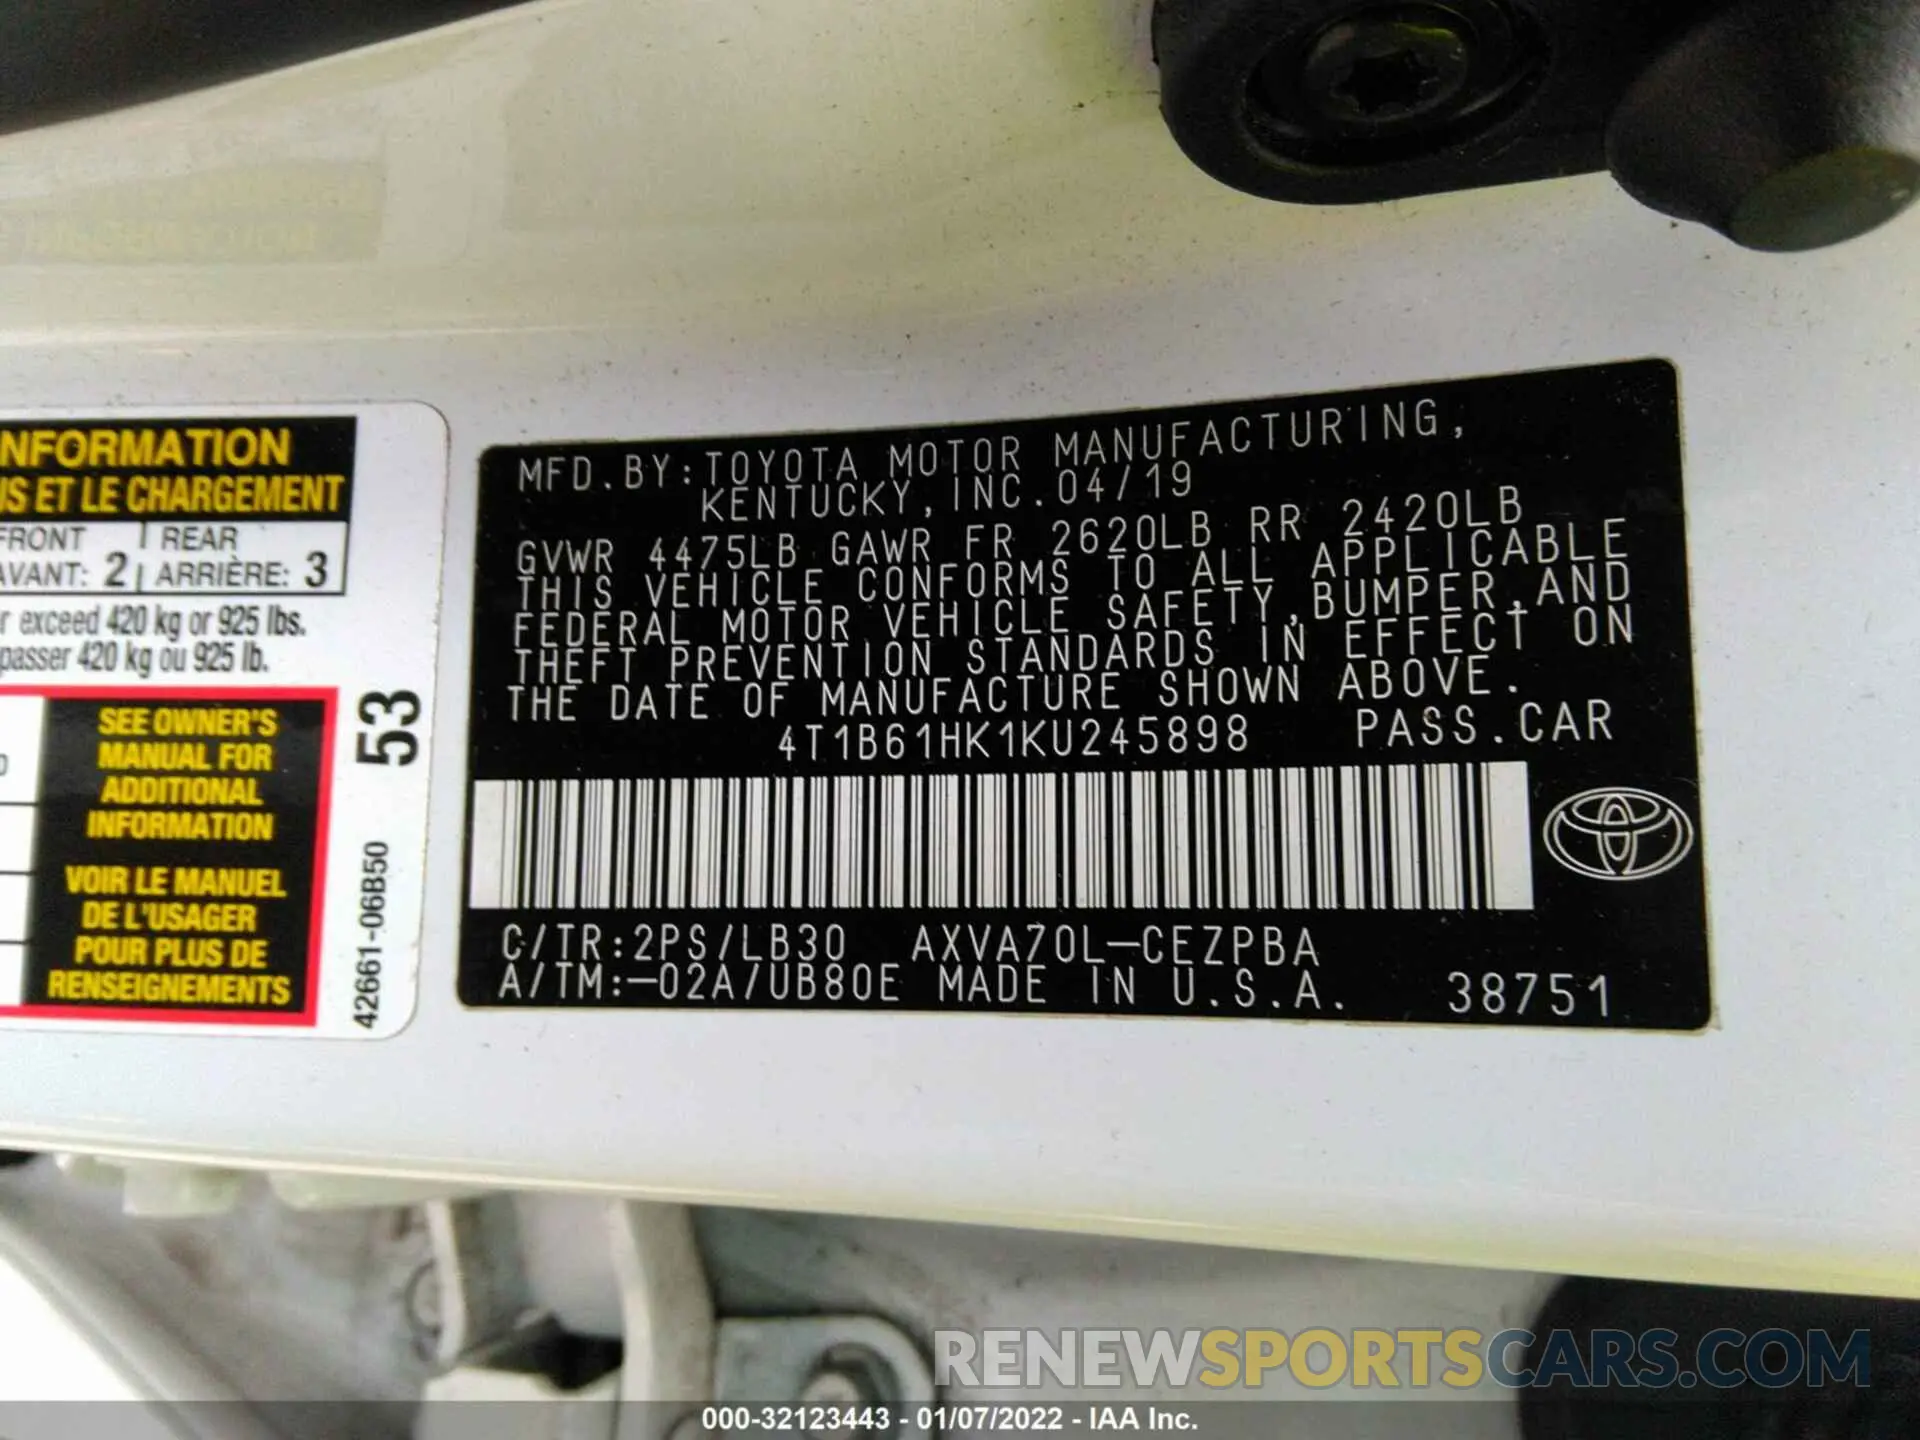 NFORMATION
US ET LE CHARGEMENT
FRONT | REAR
AVANT: 2 | ARRIÈRE: 3
r exceed 420 kg or 925 lbs.
passer 420 kg ou 925 lb.
SEE OWNER'S
MANUAL FOR
ADDITIONAL
INFORMATION
VOIR LE MANUEL
DE L'USAGER
POUR PLUS DE
RENSEIGNEMENTS
53
42661-06B50
MFD.BY:TOYOTA MOTOR MANUFACTURING,
KENTUCKY,INC.04/19
GVWR 4475LB GAWR FR 2620LB RR 2420LB
THIS VEHICLE CONFORMS TO ALL APPLICABLE
FEDERAL MOTOR VEHICLE SAFETY,BUMPER,AND
THEFT PREVENTION STANDARDS IN EFFECT ON
THE DATE OF MANUFACTURE SHOWN ABOVE.
4T1B61HK1KU245898 PASS.CAR
C/TR:2PS/LB30 AXVA70L-CEZPBA
A/TM:-02A/UB80E MADE IN U.S.A. 38751
RENEWSPORTSCARS.COM
000-32123443 - 01/07/2022 - IAA Inc.